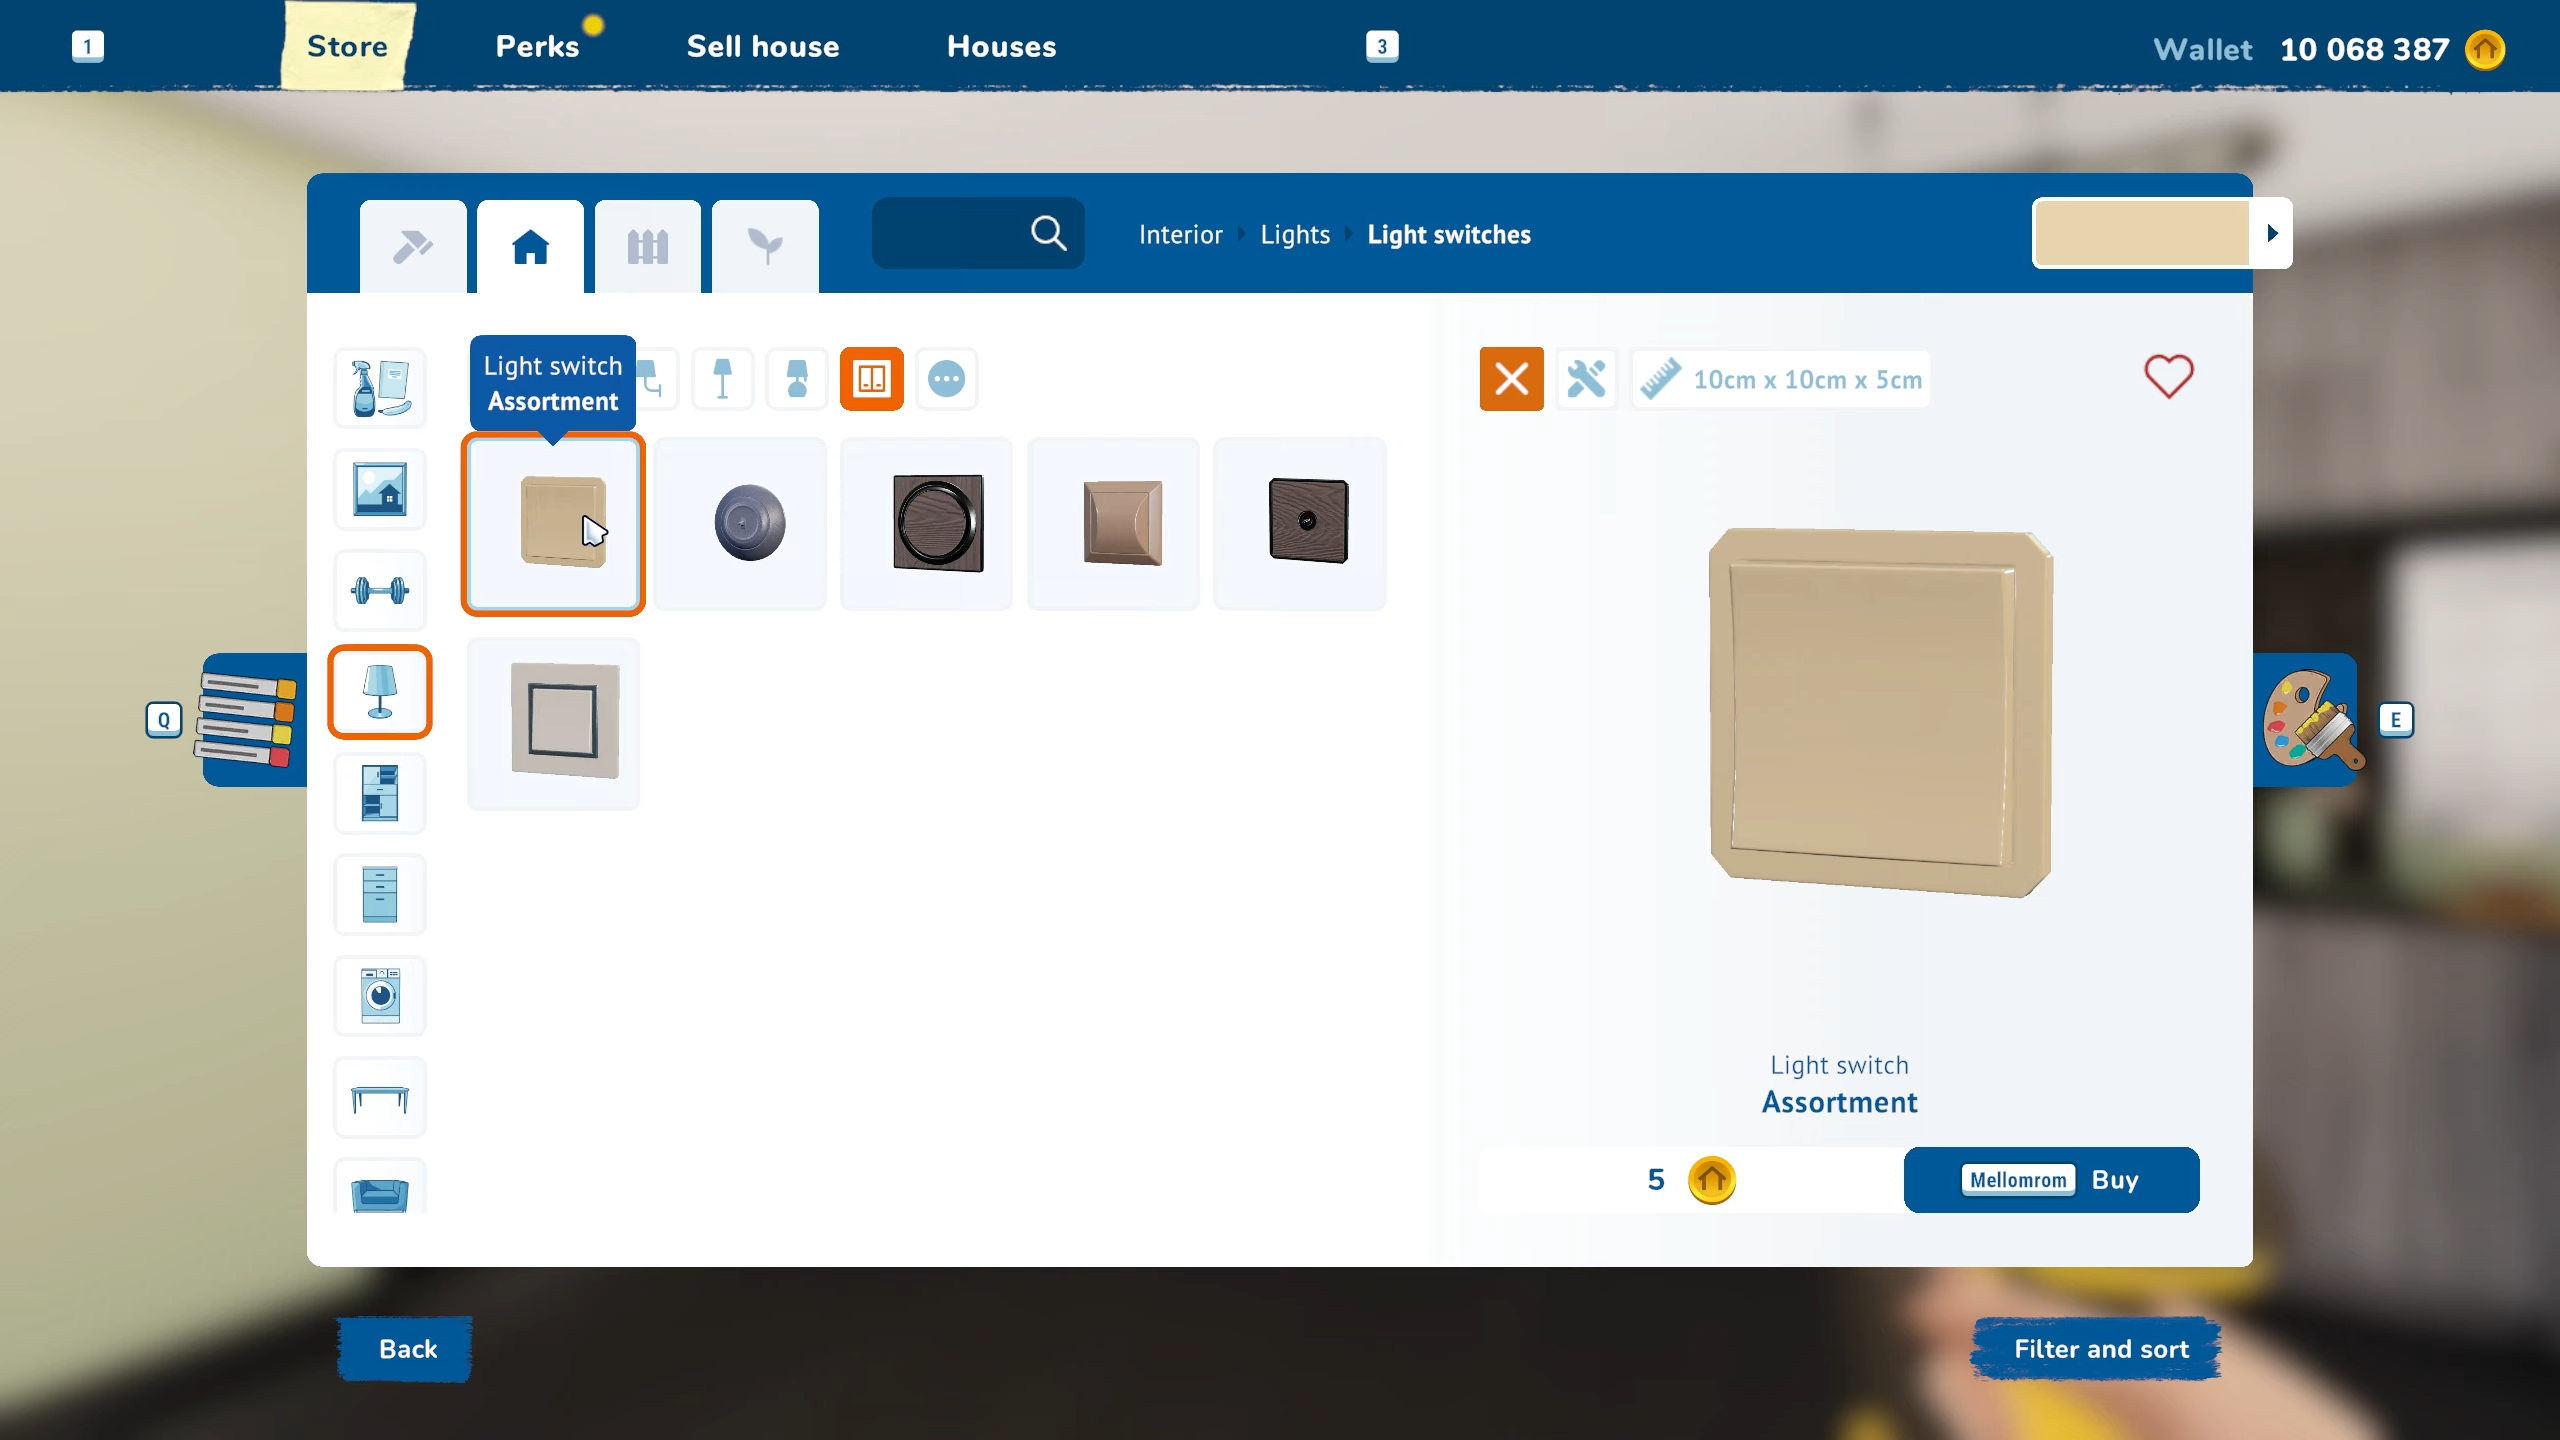 1
Store
Perks
Sell house
Houses
3
Wallet 10 068 387
Interior
Lights
Light switches
Light switch
Assortment
10cm x 10cm x 5cm
Q
E
Light switch
Assortment
5
Mellomrom Buy
Back
Filter and sort